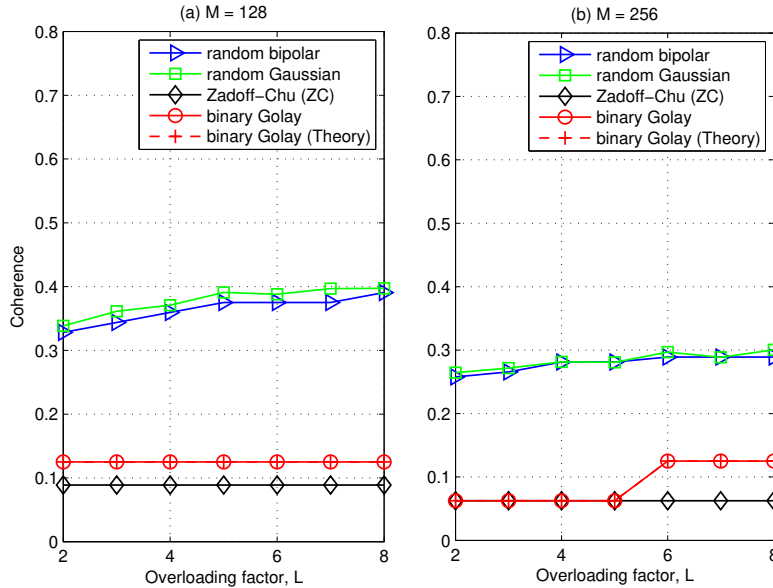 (a) M = 128
0.8
0.7
0.6
0.5
0.4
0.3
0.2
0.1
0
Coherence
2
4
6
8
Overloading factor, L
random bipolar
random Gaussian
Zadoff−Chu (ZC)
binary Golay
binary Golay (Theory)
(b) M = 256
0.8
0.7
0.6
0.5
0.4
0.3
0.2
0.1
0
2
4
6
8
Overloading factor, L
random bipolar
random Gaussian
Zadoff−Chu (ZC)
binary Golay
binary Golay (Theory)